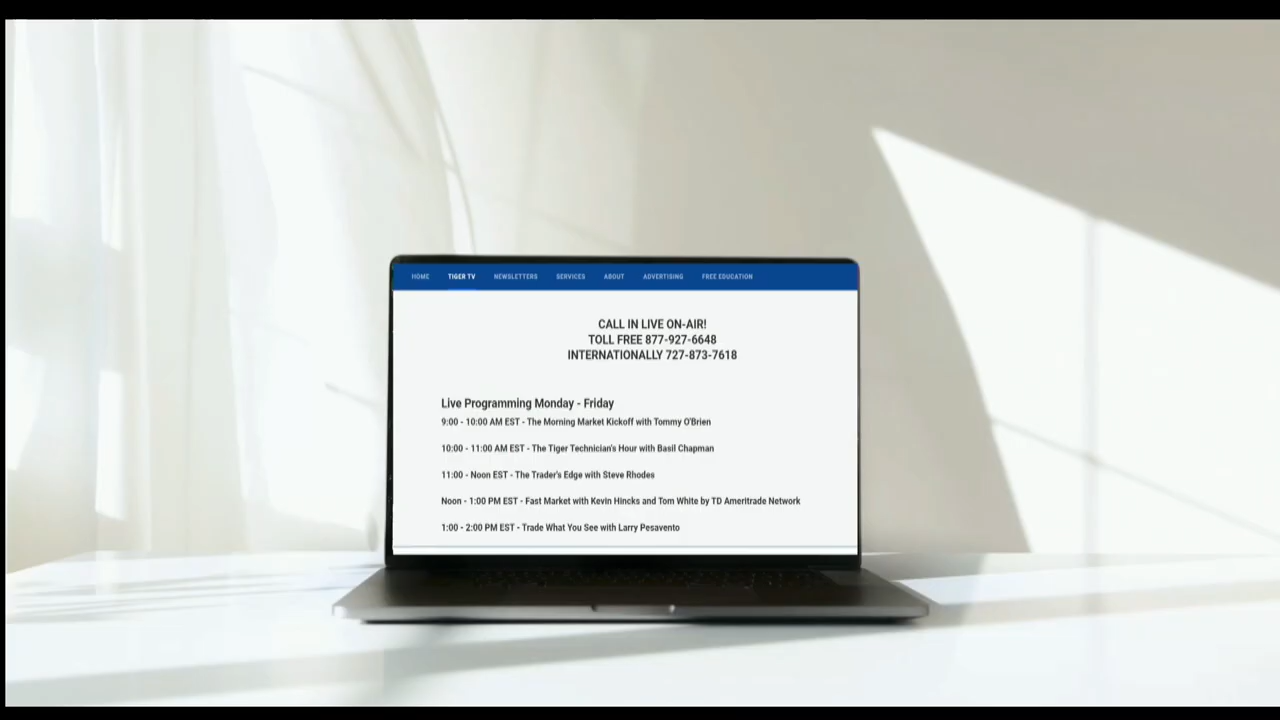 HOME TIGER TV NEWSLETTERS SERVICES ABOUT ADVERTISING FREE EDUCATION
CALL IN LIVE ON-AIR!
TOLL FREE 877-927-6648
INTERNATIONALLY 727-873-7618
Live Programming Monday - Friday
9:00 - 10:00 AM EST - The Morning Market Kickoff with Tommy O'Brien
10:00 - 11:00 AM EST - The Tiger Technician's Hour with Basil Chapman
11:00 - Noon EST - The Trader's Edge with Steve Rhodes
Noon - 1:00 PM EST - Fast Market with Kevin Hincks and Tom White by TD Ameritrade Network
1:00 - 2:00 PM EST - Trade What You See with Larry Pesavento